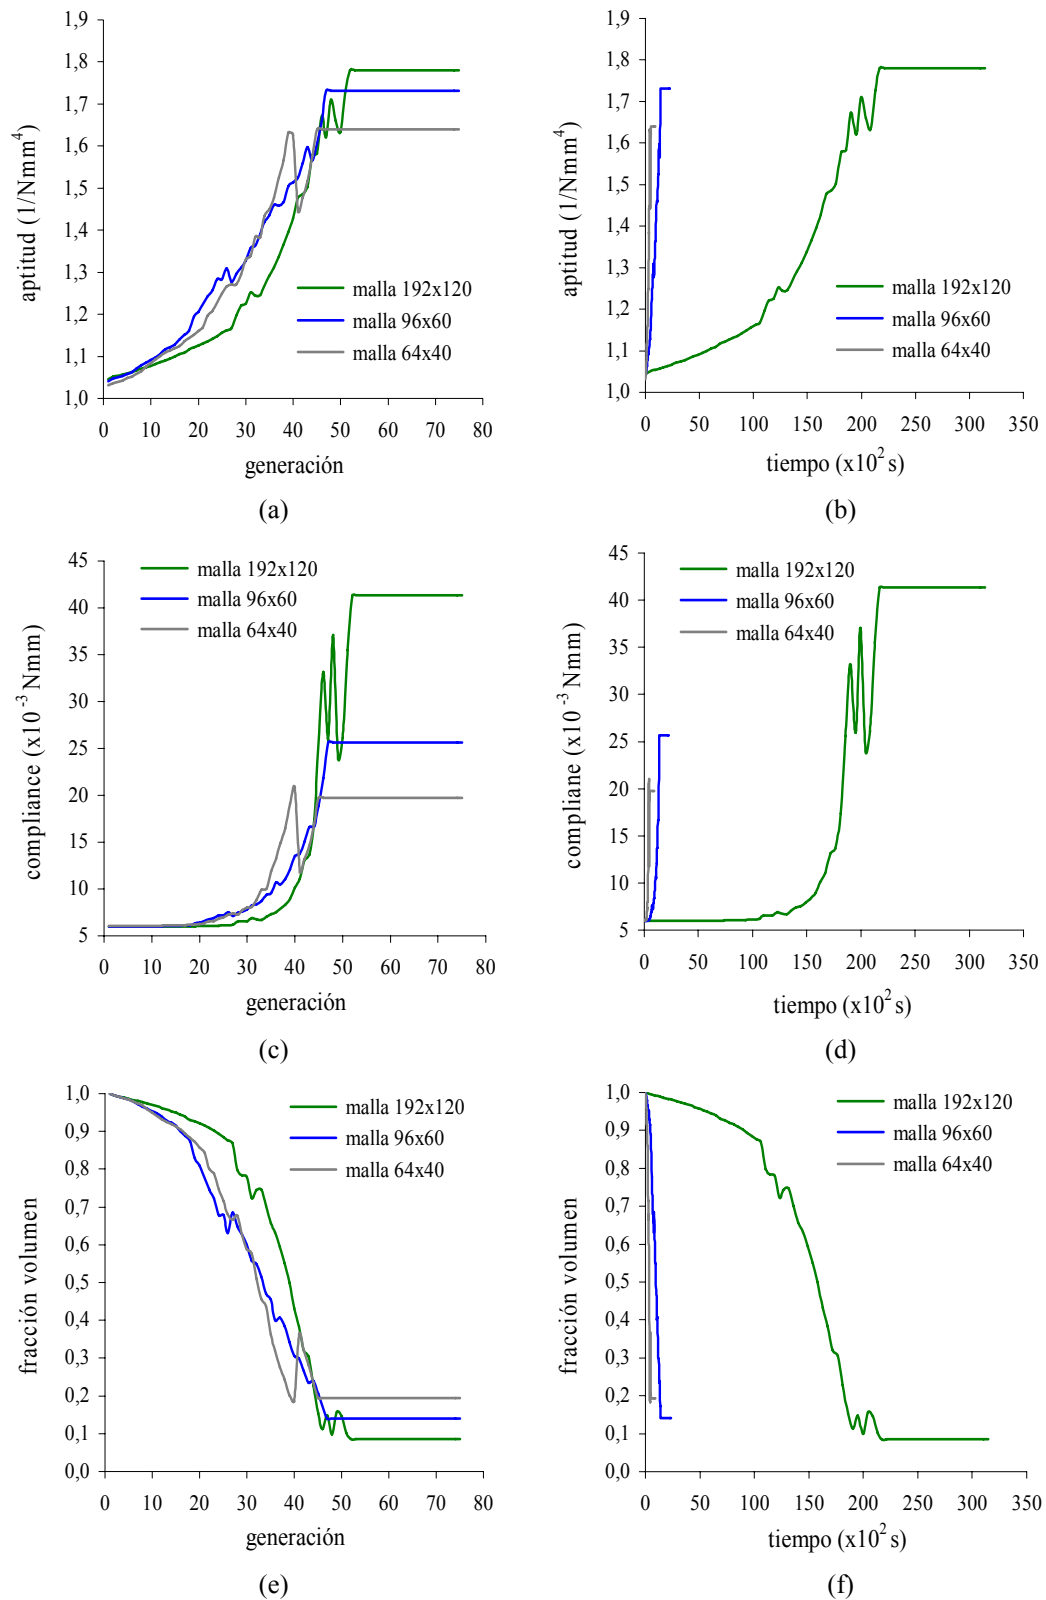 1,9
1,8
1,7
1,6
1,5
1,4
1,3
1,2
1,1
1,0
aptitud (1/Nmm4)
malla 192x120
malla 96x60
malla 64x40
0 10 20 30 40 50 60 70 80
generación
(a)
1,9
1,8
1,7
1,6
1,5
1,4
1,3
1,2
1,1
1,0
aptitud (1/Nmm4)
malla 192x120
malla 96x60
malla 64x40
0 50 100 150 200 250 300 350
tiempo (x102 s)
(b)
45
40
35
30
25
20
15
10
5
compliance (x10-3 Nmm)
malla 192x120
malla 96x60
malla 64x40
0 10 20 30 40 50 60 70 80
generación
(c)
45
40
35
30
25
20
15
10
5
compliane (x10-3 Nmm)
malla 192x120
malla 96x60
malla 64x40
0 50 100 150 200 250 300 350
tiempo (x102 s)
(d)
1,0
0,9
0,8
0,7
0,6
0,5
0,4
0,3
0,2
0,1
0,0
fracción volumen
malla 192x120
malla 96x60
malla 64x40
0 10 20 30 40 50 60 70 80
generación
(e)
1,0
0,9
0,8
0,7
0,6
0,5
0,4
0,3
0,2
0,1
0,0
fracción volumen
malla 192x120
malla 96x60
malla 64x40
0 50 100 150 200 250 300 350
tiempo (x102 s)
(f)